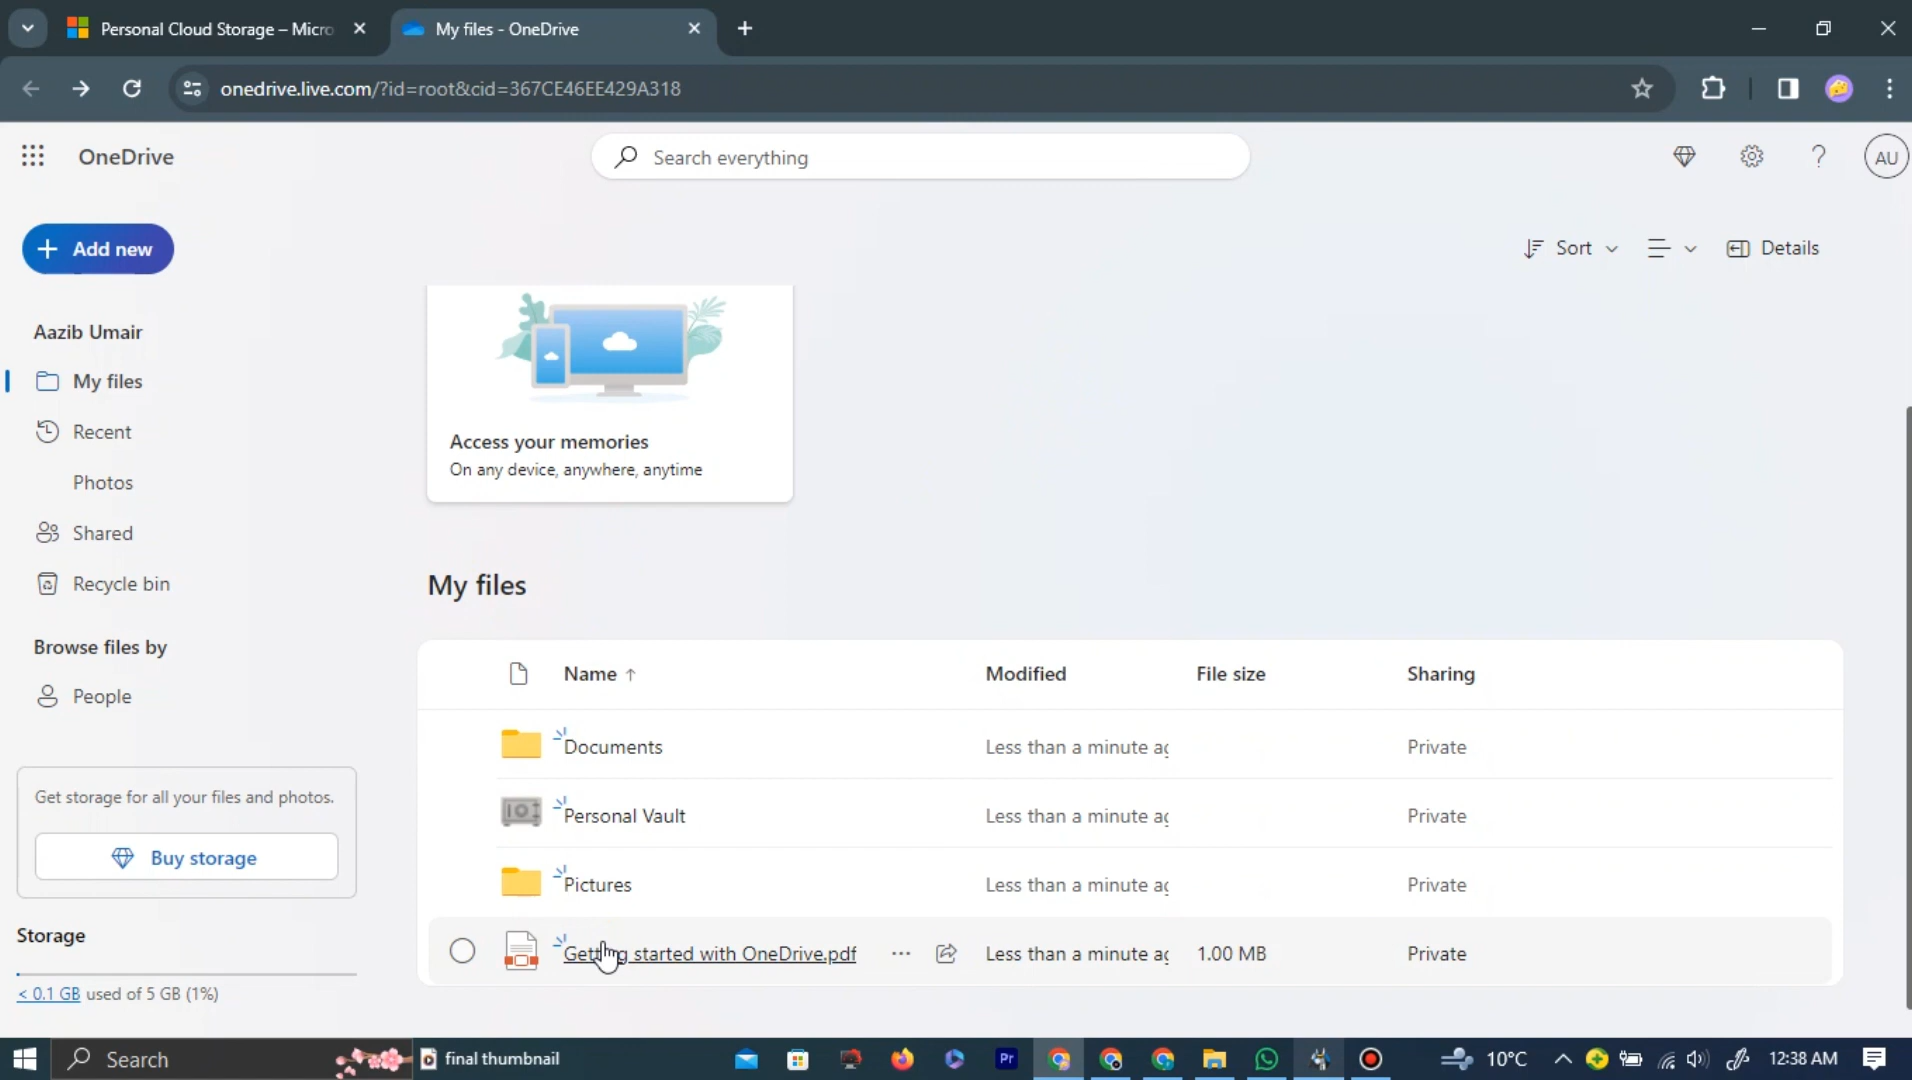 Personal Cloud Storage – Micro
My files - OneDrive
onedrive.live.com/?id=root&cid=367CE46EE429A318
OneDrive
Search everything
AU
Add new
Sort
Details
Aazib Umair
My files
Recent
Photos
Shared
Recycle bin
Browse files by
People
Access your memories
On any device, anywhere, anytime
My files
Name ↑ Modified File size Sharing
Documents Less than a minute ag Private
Personal Vault Less than a minute ag Private
Pictures Less than a minute ag Private
Getting started with OneDrive.pdf Less than a minute ag 1.00 MB Private
Get storage for all your files and photos.
Buy storage
Storage
< 0.1 GB used of 5 GB (1%)
Search
final thumbnail
Pr
10°C
12:38 AM